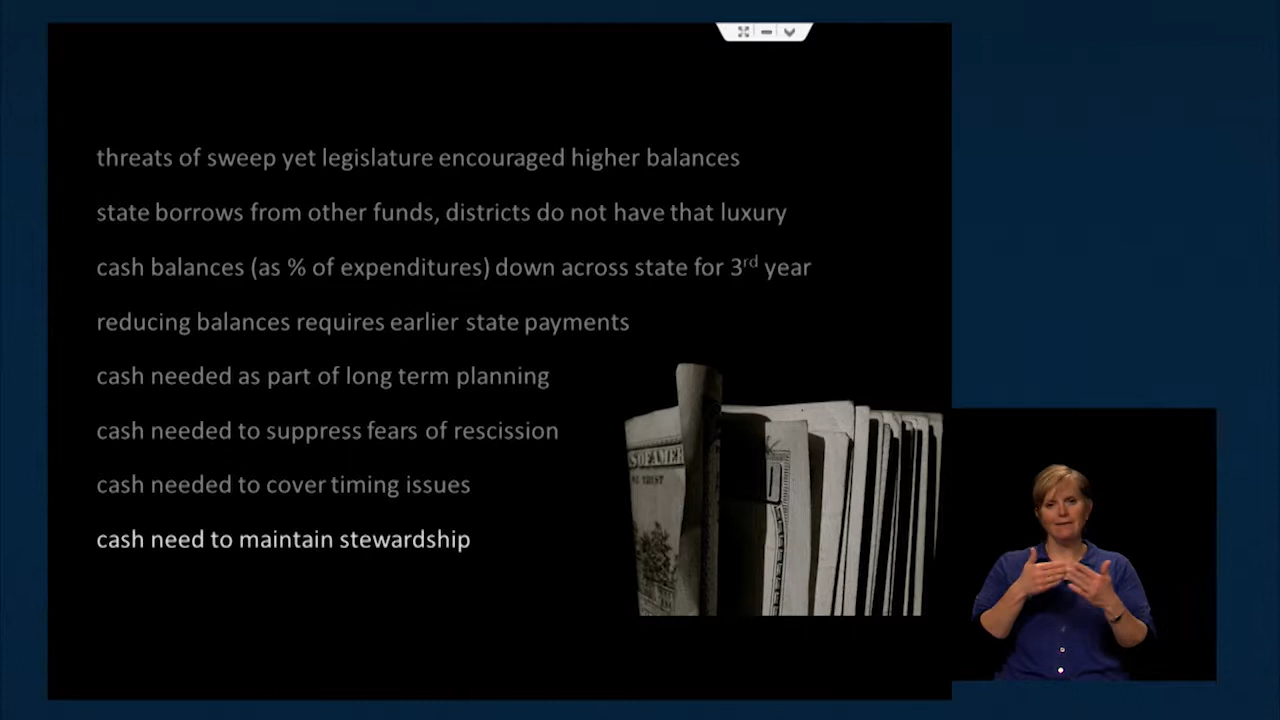 threats of sweep yet legislature encouraged higher balances
state borrows from other funds, districts do not have that luxury
cash balances (as % of expenditures) down across state for 3rd year
reducing balances requires earlier state payments
cash needed as part of long term planning
cash needed to suppress fears of rescission
cash needed to cover timing issues
cash need to maintain stewardship